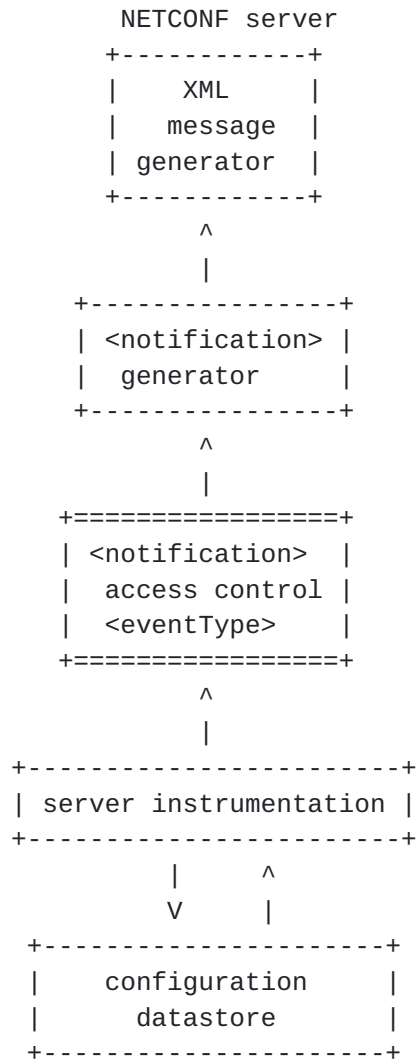 NETCONF server
XML
message
generator
<notification>
generator
<notification>
access control
<eventType>
server instrumentation
configuration
datastore